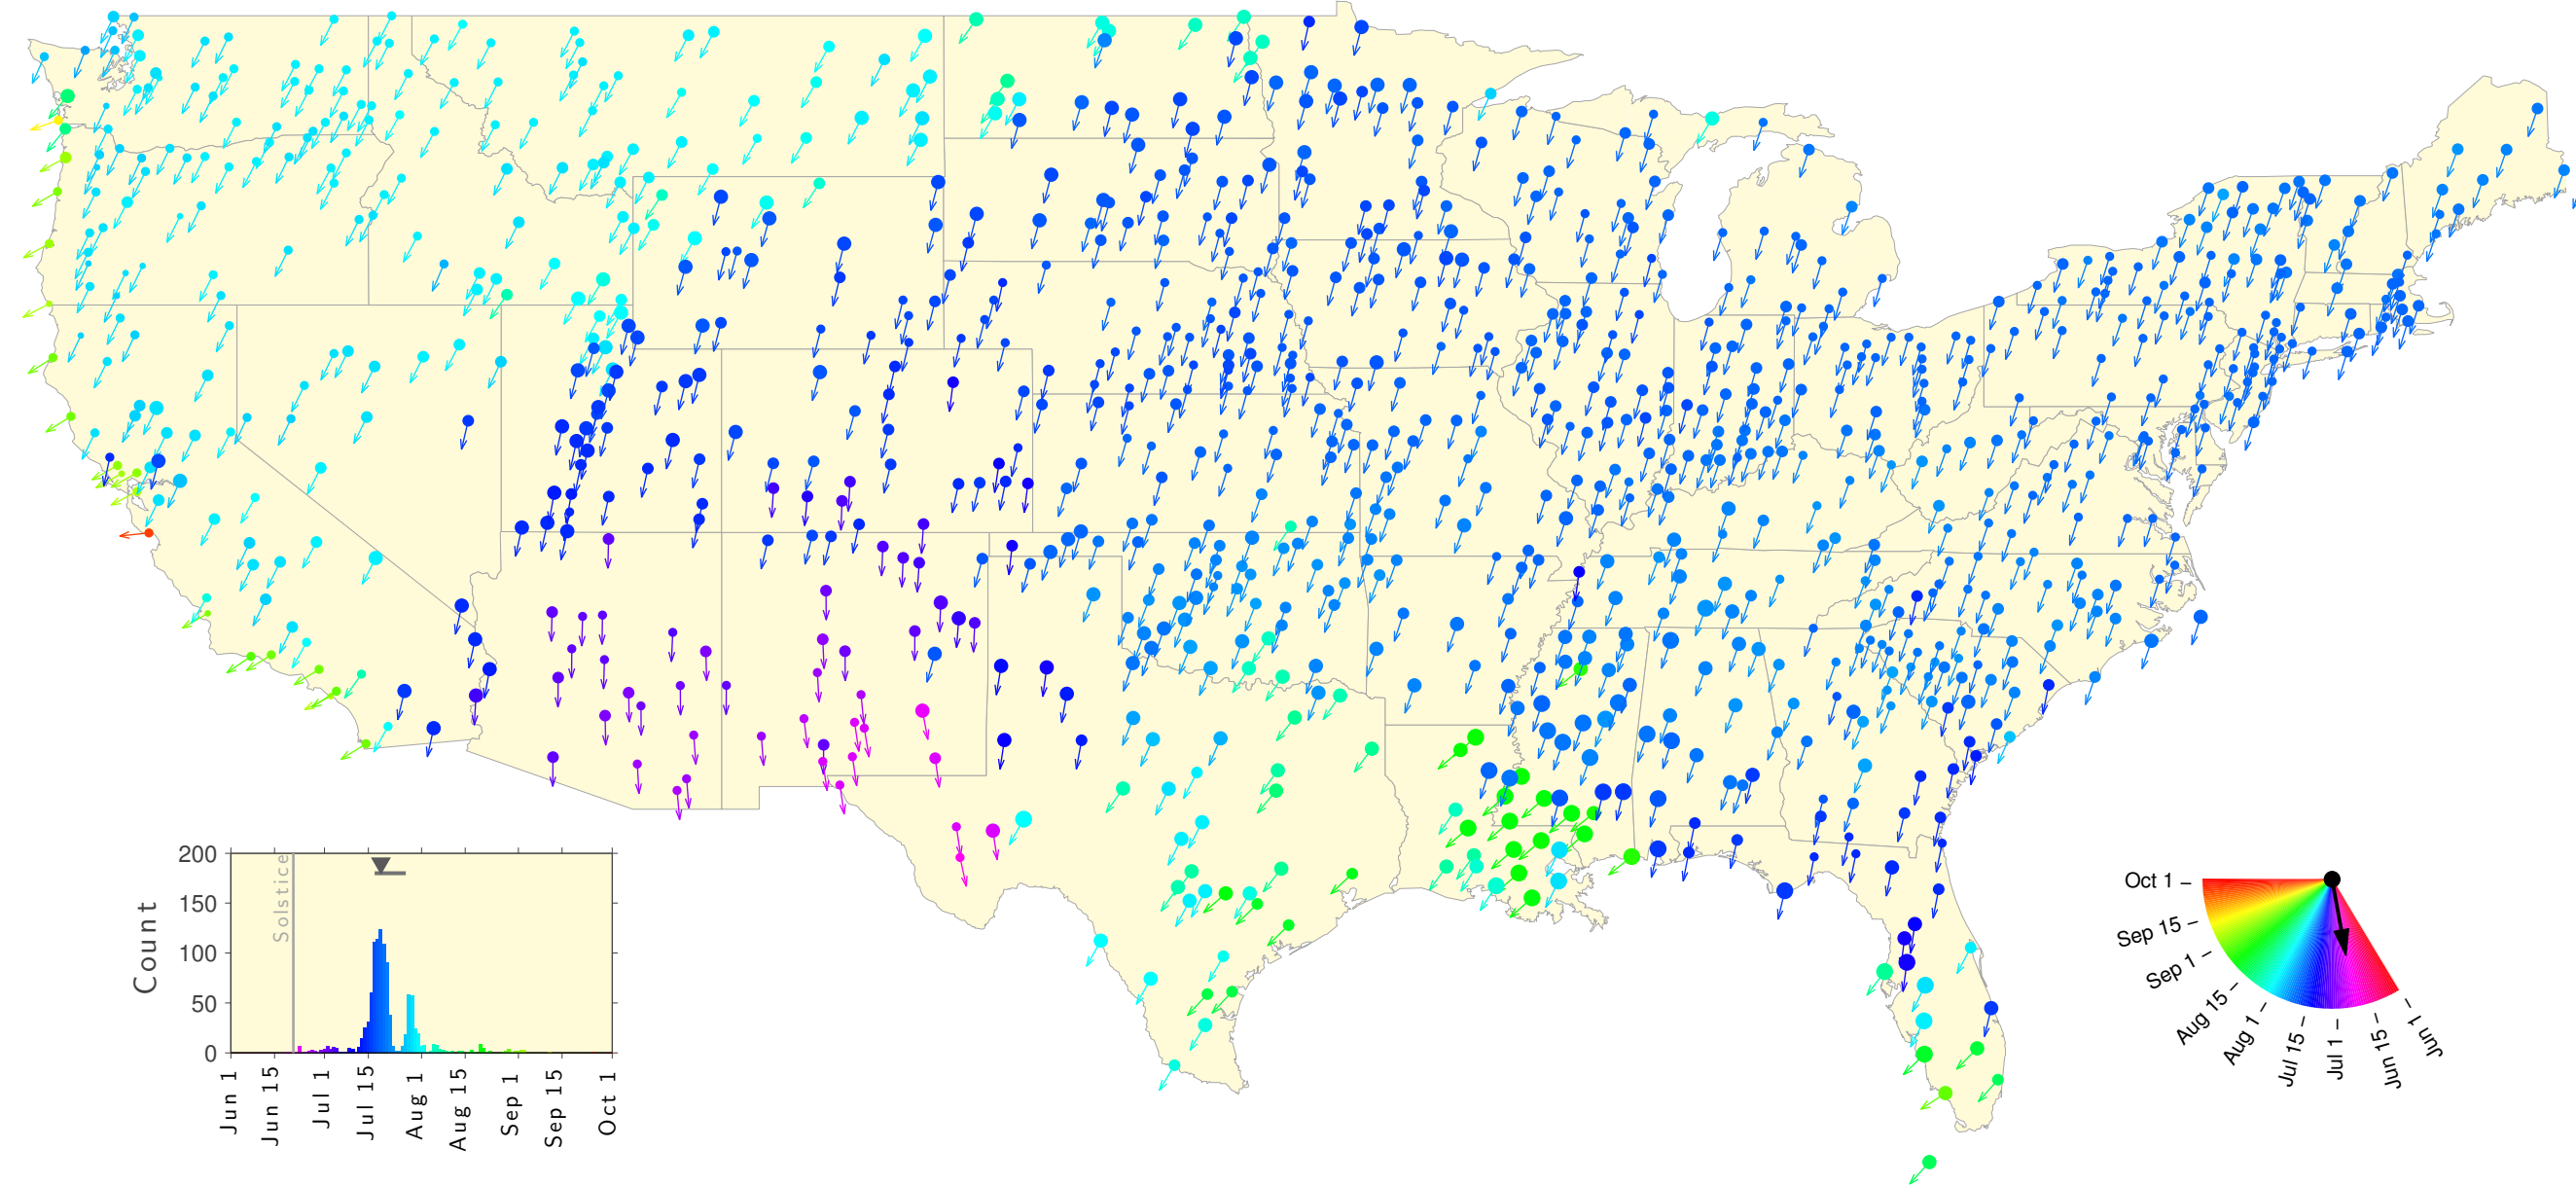 200
150
100
50
0
Count
Solstice
Jun 1
Jun 15
Jul 1
Jul 15
Aug 1
Aug 15
Sep 1
Sep 15
Oct 1
Oct 1 –
Sep 15 –
Sep 1 –
Aug 15 –
Aug 1 –
Jul 15 –
Jul 1 –
Jun 15 –
Jun 1 –